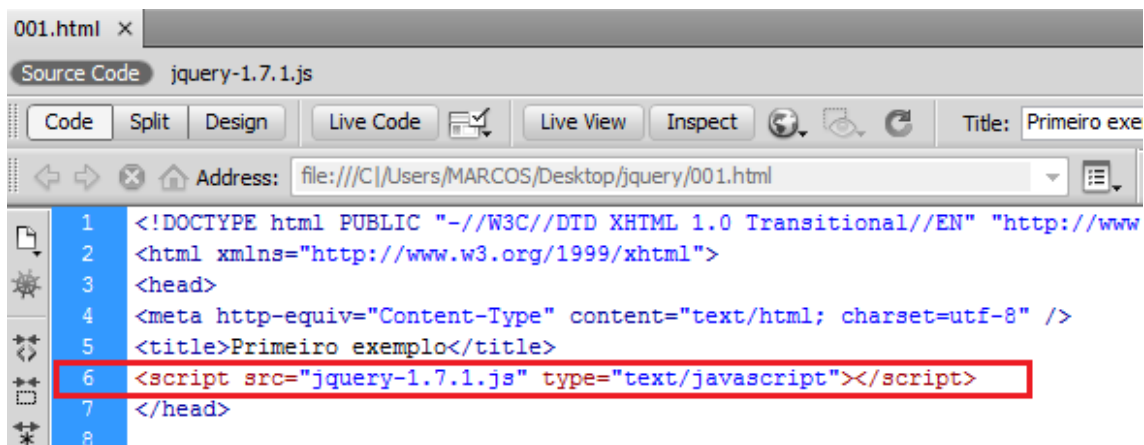 001.html ×
Source Code jquery-1.7.1.js
Code Split Design Live Code Live View Inspect Title: Primeiro exe
Address: file:///C|/Users/MARCOS/Desktop/jquery/001.html
1 <!DOCTYPE html PUBLIC "-//W3C//DTD XHTML 1.0 Transitional//EN" "http://www
2 <html xmlns="http://www.w3.org/1999/xhtml">
3 <head>
4 <meta http-equiv="Content-Type" content="text/html; charset=utf-8" />
5 <title>Primeiro exemplo</title>
6 <script src="jquery-1.7.1.js" type="text/javascript"></script>
7 </head>
8